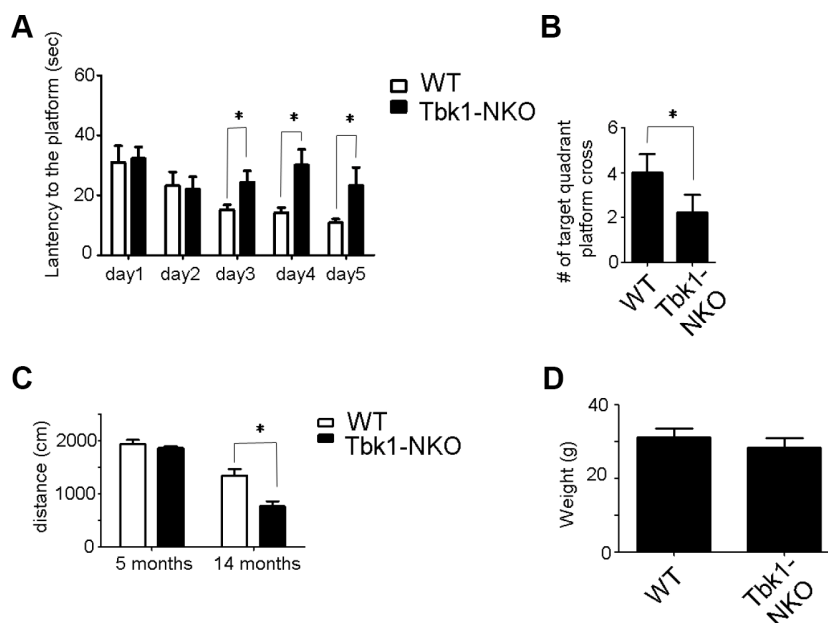 A
Lantency to the platform (sec)
60
40
20
0
day1 day2 day3 day4 day5
* * *
WT
Tbk1-NKO
B
# of target quadrant
platform cross
6
4
2
0
*
WT
Tbk1-
NKO
C
distance (cm)
2000
1000
0
5 months 14 months
*
WT
Tbk1-NKO
D
Weight (g)
40
20
0
WT
Tbk1-
NKO